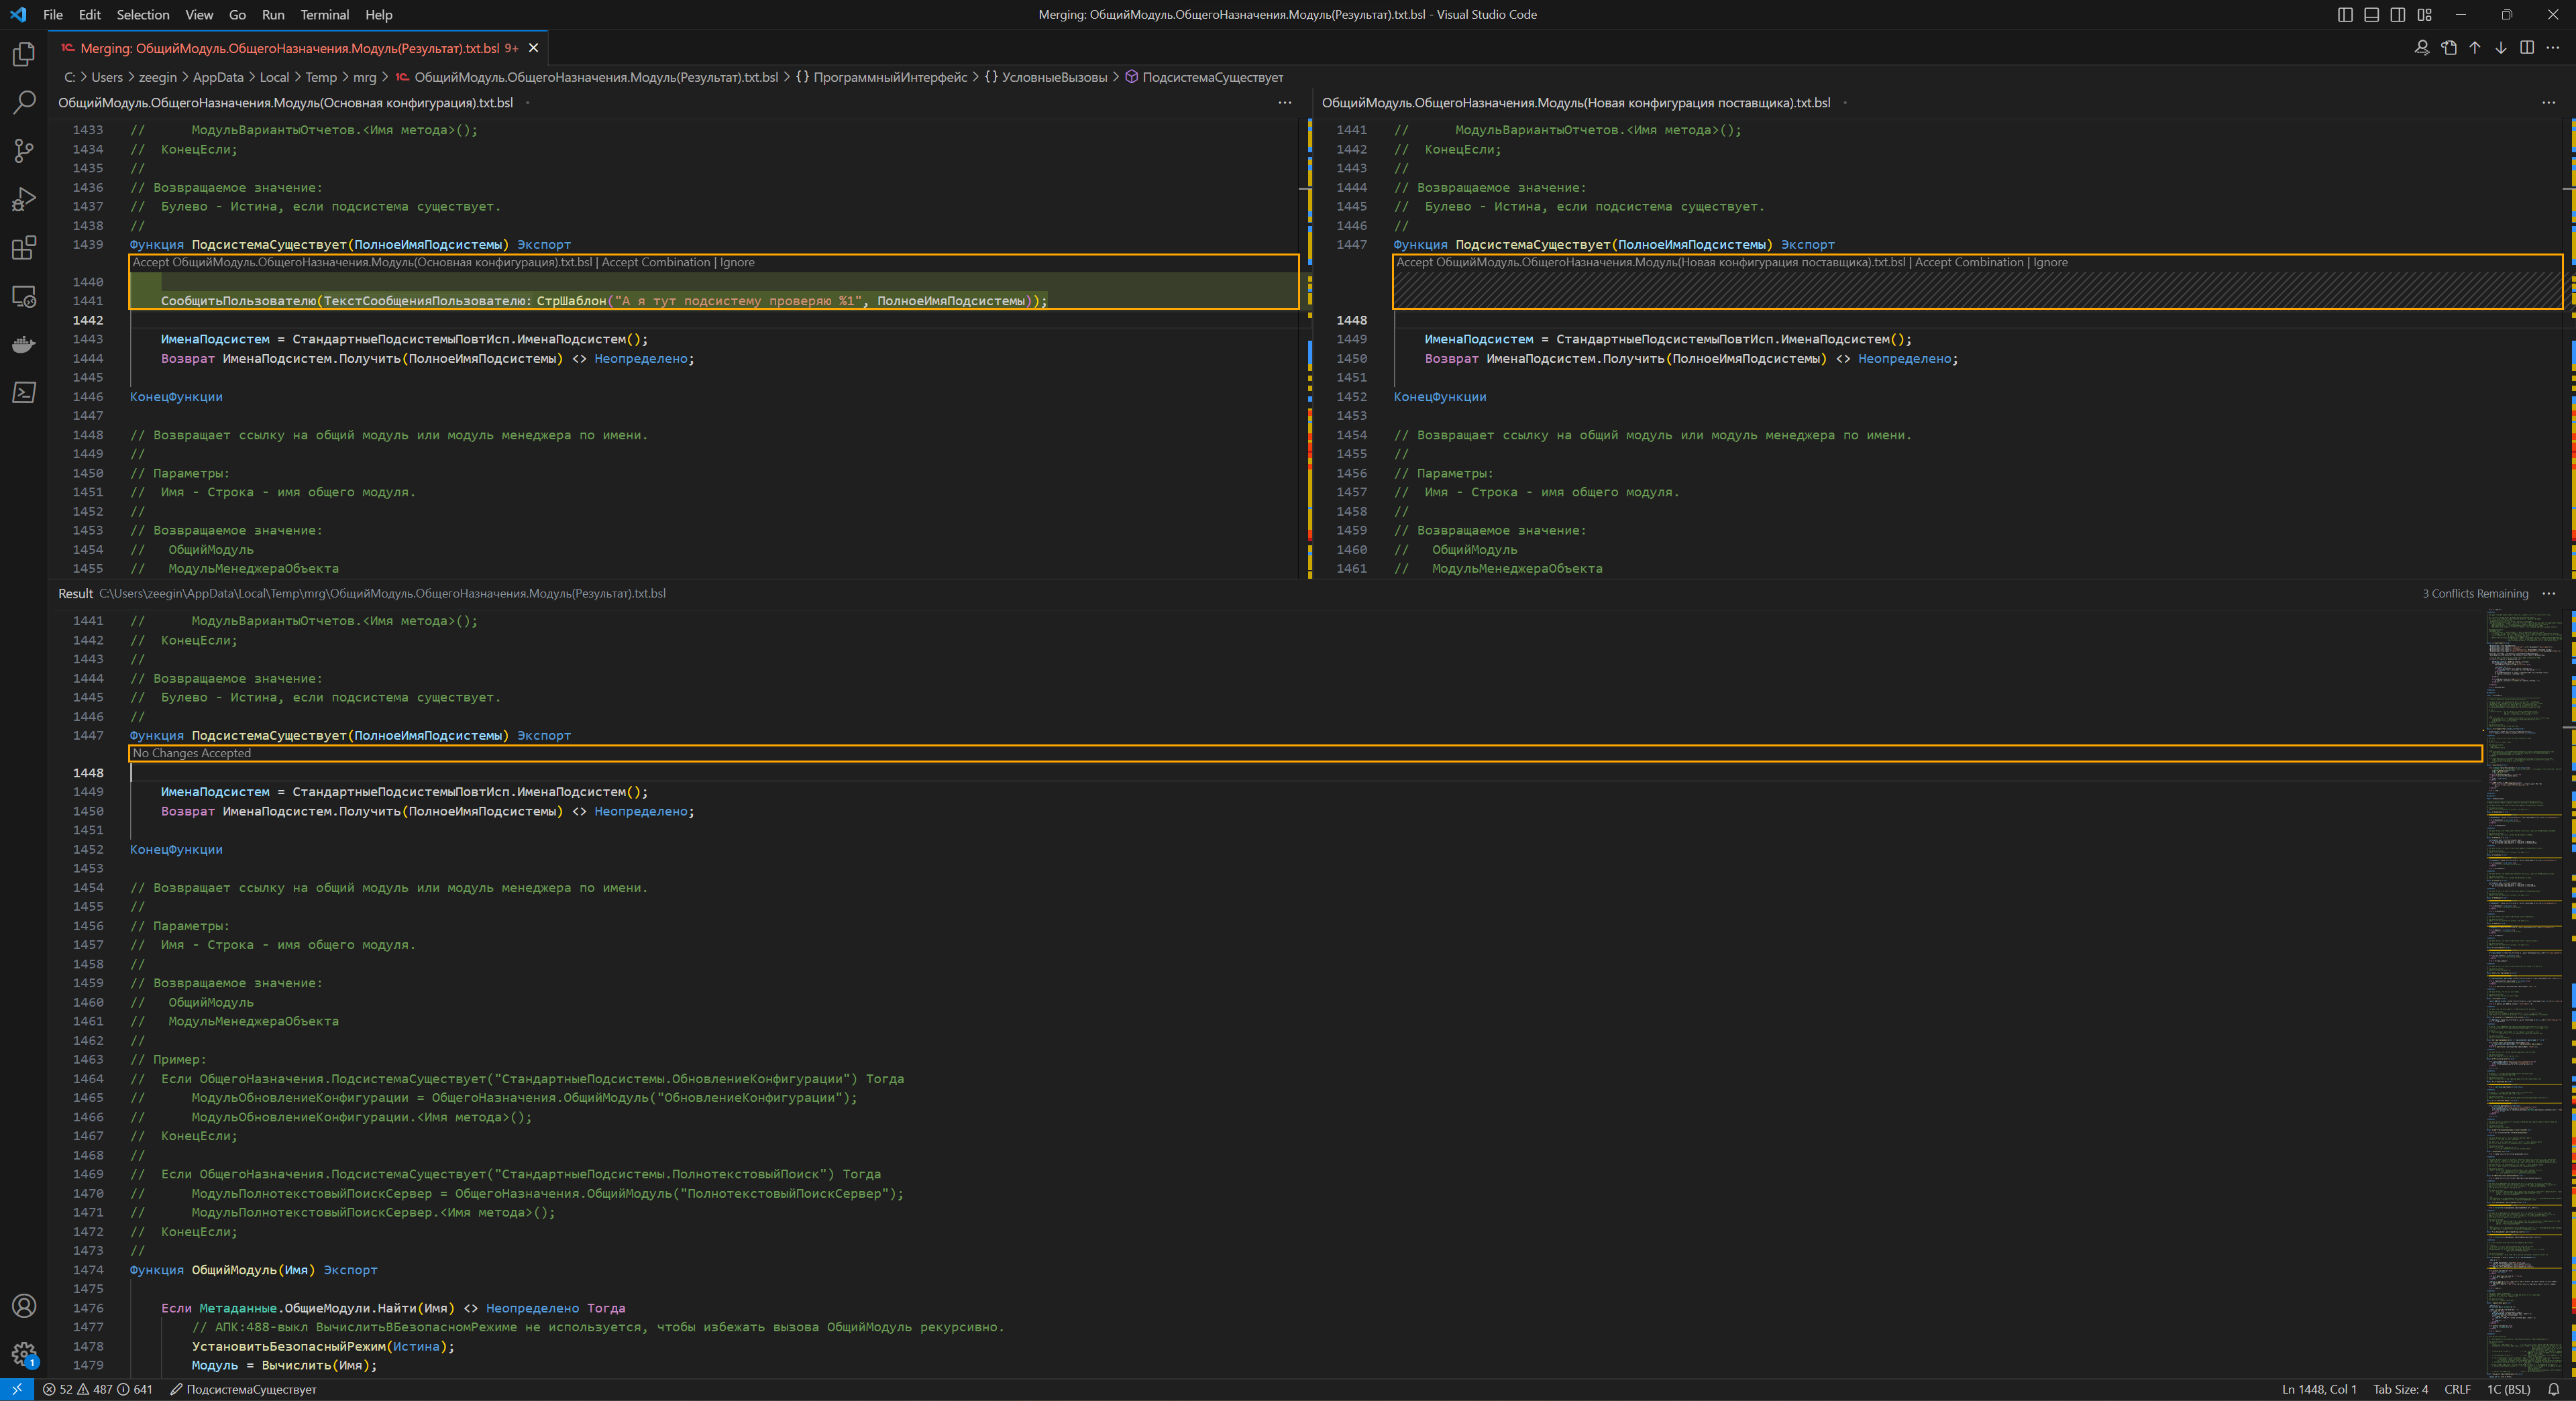 File Edit Selection View Go Run Terminal Help
Merging: ОбщийМодуль.ОбщегоНазначения.Модуль(Результат).txt.bsl - Visual Studio Code
1C Merging: ОбщийМодуль.ОбщегоНазначения.Модуль(Результат).txt.bsl 9+
C: > Users > zeegin > AppData > Local > Temp > mrg > 1C ОбщийМодуль.ОбщегоНазначения.Модуль(Результат).txt.bsl > {} ПрограммныйИнтерфейс > {} УсловныеВызовы > ПодсистемаСуществует
ОбщийМодуль.ОбщегоНазначения.Модуль(Основная конфигурация).txt.bsl
1433 //      МодульВариантыОтчетов.<Имя метода>();
1434 //  КонецЕсли;
1435 //
1436 // Возвращаемое значение:
1437 //  Булево - Истина, если подсистема существует.
1438 //
1439 Функция ПодсистемаСуществует(ПолноеИмяПодсистемы) Экспорт
Accept ОбщийМодуль.ОбщегоНазначения.Модуль(Основная конфигурация).txt.bsl | Accept Combination | Ignore
1440
1441     СообщитьПользователю(ТекстСообщенияПользователю: СтрШаблон("А я тут подсистему проверяю %1", ПолноеИмяПодсистемы));
1442
1443     ИменаПодсистем = СтандартныеПодсистемыПовтИсп.ИменаПодсистем();
1444     Возврат ИменаПодсистем.Получить(ПолноеИмяПодсистемы) <> Неопределено;
1445
1446 КонецФункции
1447
1448 // Возвращает ссылку на общий модуль или модуль менеджера по имени.
1449 //
1450 // Параметры:
1451 //  Имя - Строка - имя общего модуля.
1452 //
1453 // Возвращаемое значение:
1454 //   ОбщийМодуль
1455 //   МодульМенеджераОбъекта
ОбщийМодуль.ОбщегоНазначения.Модуль(Новая конфигурация поставщика).txt.bsl
1441 //      МодульВариантыОтчетов.<Имя метода>();
1442 //  КонецЕсли;
1443 //
1444 // Возвращаемое значение:
1445 //  Булево - Истина, если подсистема существует.
1446 //
1447 Функция ПодсистемаСуществует(ПолноеИмяПодсистемы) Экспорт
Accept ОбщийМодуль.ОбщегоНазначения.Модуль(Новая конфигурация поставщика).txt.bsl | Accept Combination | Ignore
1448
1449     ИменаПодсистем = СтандартныеПодсистемыПовтИсп.ИменаПодсистем();
1450     Возврат ИменаПодсистем.Получить(ПолноеИмяПодсистемы) <> Неопределено;
1451
1452 КонецФункции
1453
1454 // Возвращает ссылку на общий модуль или модуль менеджера по имени.
1455 //
1456 // Параметры:
1457 //  Имя - Строка - имя общего модуля.
1458 //
1459 // Возвращаемое значение:
1460 //   ОбщийМодуль
1461 //   МодульМенеджераОбъекта
Result C:\Users\zeegin\AppData\Local\Temp\mrg\ОбщийМодуль.ОбщегоНазначения.Модуль(Результат).txt.bsl
3 Conflicts Remaining
1441 //      МодульВариантыОтчетов.<Имя метода>();
1442 //  КонецЕсли;
1443 //
1444 // Возвращаемое значение:
1445 //  Булево - Истина, если подсистема существует.
1446 //
1447 Функция ПодсистемаСуществует(ПолноеИмяПодсистемы) Экспорт
No Changes Accepted
1448
1449     ИменаПодсистем = СтандартныеПодсистемыПовтИсп.ИменаПодсистем();
1450     Возврат ИменаПодсистем.Получить(ПолноеИмяПодсистемы) <> Неопределено;
1451
1452 КонецФункции
1453
1454 // Возвращает ссылку на общий модуль или модуль менеджера по имени.
1455 //
1456 // Параметры:
1457 //  Имя - Строка - имя общего модуля.
1458 //
1459 // Возвращаемое значение:
1460 //   ОбщийМодуль
1461 //   МодульМенеджераОбъекта
1462 //
1463 // Пример:
1464 //  Если ОбщегоНазначения.ПодсистемаСуществует("СтандартныеПодсистемы.ОбновлениеКонфигурации") Тогда
1465 //      МодульОбновлениеКонфигурации = ОбщегоНазначения.ОбщийМодуль("ОбновлениеКонфигурации");
1466 //      МодульОбновлениеКонфигурации.<Имя метода>();
1467 //  КонецЕсли;
1468 //
1469 //  Если ОбщегоНазначения.ПодсистемаСуществует("СтандартныеПодсистемы.ПолнотекстовыйПоиск") Тогда
1470 //      МодульПолнотекстовыйПоискСервер = ОбщегоНазначения.ОбщийМодуль("ПолнотекстовыйПоискСервер");
1471 //      МодульПолнотекстовыйПоискСервер.<Имя метода>();
1472 //  КонецЕсли;
1473 //
1474 Функция ОбщийМодуль(Имя) Экспорт
1475
1476     Если Метаданные.ОбщиеМодули.Найти(Имя) <> Неопределено Тогда
1477         // АПК:488-выкл ВычислитьВБезопасномРежиме не используется, чтобы избежать вызова ОбщийМодуль рекурсивно.
1478         УстановитьБезопасныйРежим(Истина);
1479         Модуль = Вычислить(Имя);
1
52 487 641 ПодсистемаСуществует
Ln 1448, Col 1 Tab Size: 4 CRLF 1C (BSL)